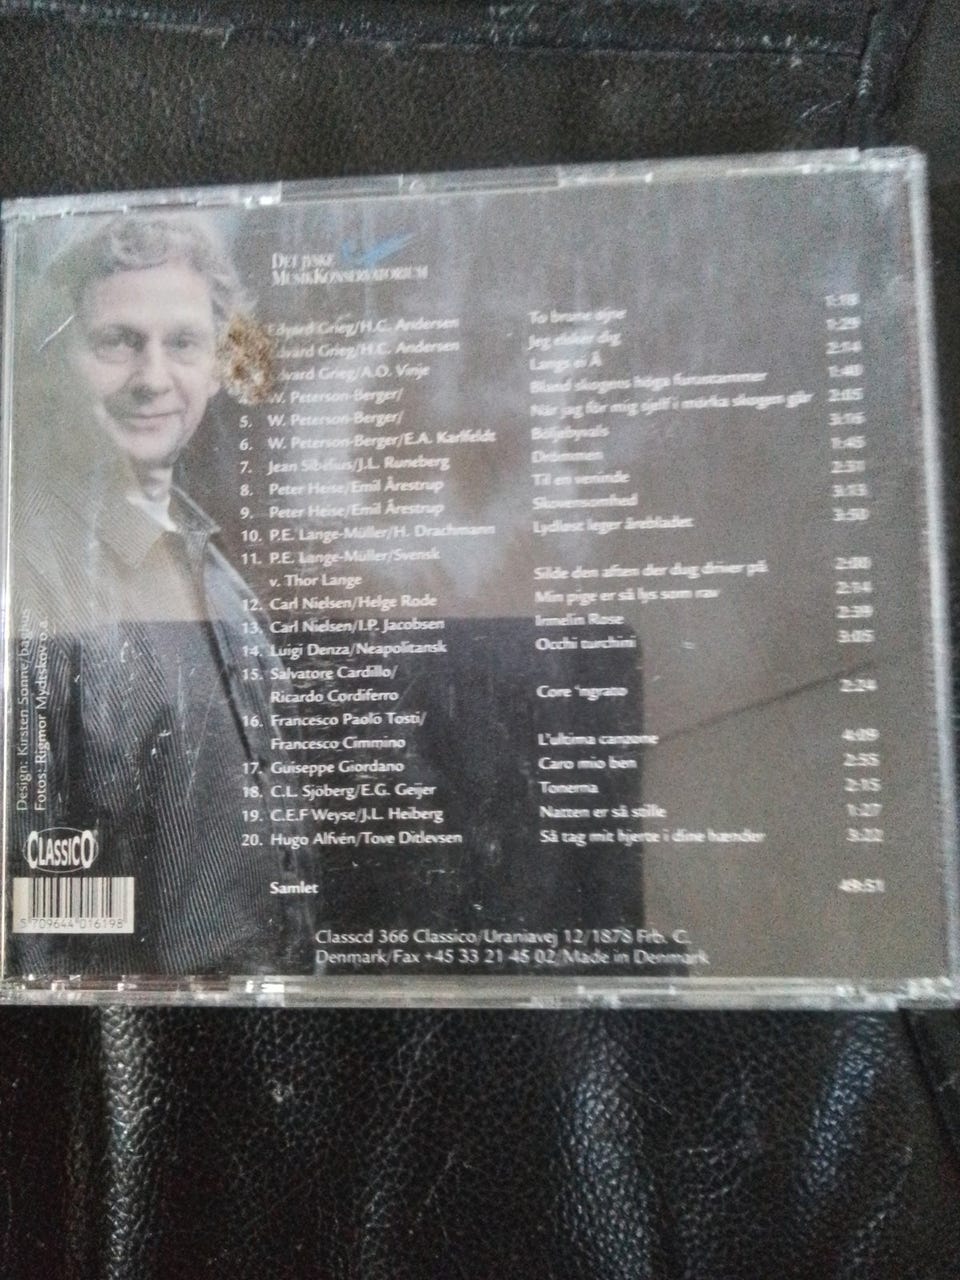 DET JYSKE
MUSIKKONSERVATORIUM
Edvard Grieg/H.C. Andersen To brune øjne 1:18
Edvard Grieg/H.C. Andersen Jeg elsker dig 1:29
Edvard Grieg/A.O. Vinje Langs ei Å 2:14
4. W. Peterson-Berger/ Bland skogens höga furustammer 1:40
5. W. Peterson-Berger/ När jag för mig sjelf i mörka skogen går 2:05
6. W. Peterson-Berger/E.A. Karlfeldt Böljebyvals 3:16
7. Jean Sibelius/J.L. Runeberg Drömmen 1:45
8. Peter Heise/Emil Årestrup Til en veninde 2:31
9. Peter Heise/Emil Årestrup Skovensomhed 3:13
10. P.E. Lange-Müller/H. Drachmann Lydløst leger årebladet 3:50
11. P.E. Lange-Müller/Svensk
v. Thor Lange Silde den aften der dug driver på 2:00
12. Carl Nielsen/Helge Rode Min pige er så lys som rav 2:14
13. Carl Nielsen/I.P. Jacobsen Irmelin Rose 2:39
14. Luigi Denza/Neapolitansk Occhi turchini 3:05
15. Salvatore Cardillo/
Ricardo Cordiferro Core 'ngrato 2:24
16. Francesco Paolo Tosti/
Francesco Cimmino L'ultima canzone 4:09
17. Guiseppe Giordano Caro mio ben 2:55
18. C.L. Sjöberg/E.G. Geijer Tonerna 2:15
19. C.E.F Weyse/J.L. Heiberg Natten er så stille 1:27
20. Hugo Alfvén/Tove Ditlevsen Så tag mit hjerte i dine hænder 3:22
Samlet 49:51
Classcd 366 Classico/Uraniavej 12/1878 Frb. C.
Denmark/Fax +45 33 21 45 02/Made in Denmark
Design: Kirsten Sonne
Fotos: Rigmor Mydtskov
CLASSICO
5 709644 016198